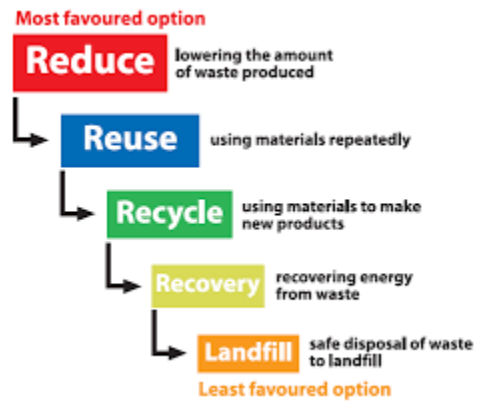 Most favoured option
Reduce
lowering the amount
of waste produced
Reuse
using materials repeatedly
Recycle
using materials to make
new products
Recovery
recovering energy
from waste
Landfill
safe disposal of waste
to landfill
Least favoured option